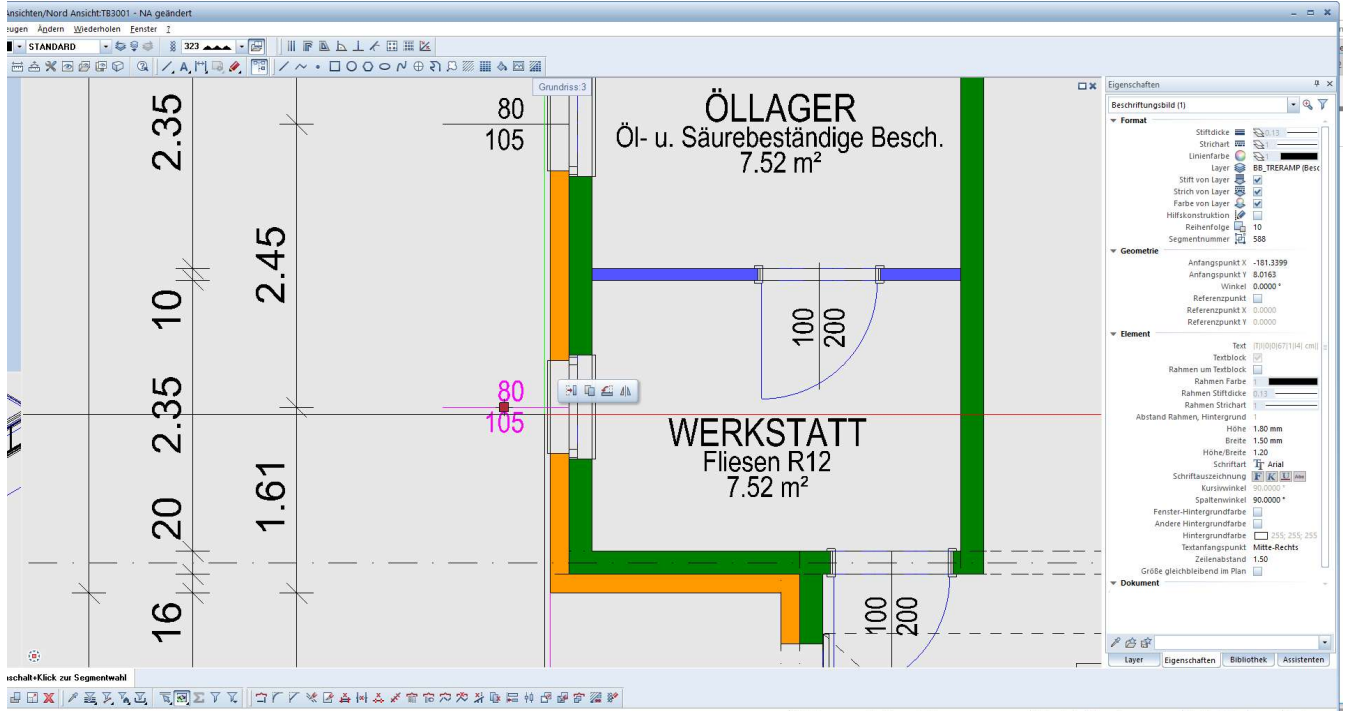 Ansichten/Nord Ansicht:TB3001 - NA geändert
eugen Ändern Wiederholen Fenster ?
STANDARD 323
Grundriss:3
2.35
2.45
10
2.35
1.61
20
16
80
105
ÖLLAGER
Öl- u. Säurebeständige Besch.
7.52 m²
100
200
80
105
WERKSTATT
Fliesen R12
7.52 m²
100
200
Eigenschaften
Beschriftungsbild (1)
Format
Stiftdicke 0.13
Strichart 1
Linienfarbe 1
Layer BB_TRERAMP (Besc
Stift von Layer
Strich von Layer
Farbe von Layer
Hilfskonstruktion
Reihenfolge 10
Segmentnummer 588
Geometrie
Anfangspunkt X -181.3399
Anfangspunkt Y 8.0163
Winkel 0.0000 °
Referenzpunkt
Referenzpunkt X 0.0000
Referenzpunkt Y 0.0000
Element
Text
Textblock
Rahmen um Textblock
Rahmen Farbe 1
Rahmen Stiftdicke 0.13
Rahmen Strichart 1
Abstand Rahmen, Hintergrund 1
Höhe 1.80 mm
Breite 1.50 mm
Höhe/Breite 1.20
Schriftart Arial
Schriftauszeichnung F K U
Kursivwinkel 90.0000 °
Spaltenwinkel 90.0000 °
Fenster-Hintergrundfarbe
Andere Hintergrundfarbe
Hintergrundfarbe 255; 255; 255
Textanfangspunkt Mitte-Rechts
Zeilenabstand 1.50
Größe gleichbleibend im Plan
Dokument
Layer Eigenschaften Bibliothek Assistenten
nschalt+Klick zur Segmentwahl